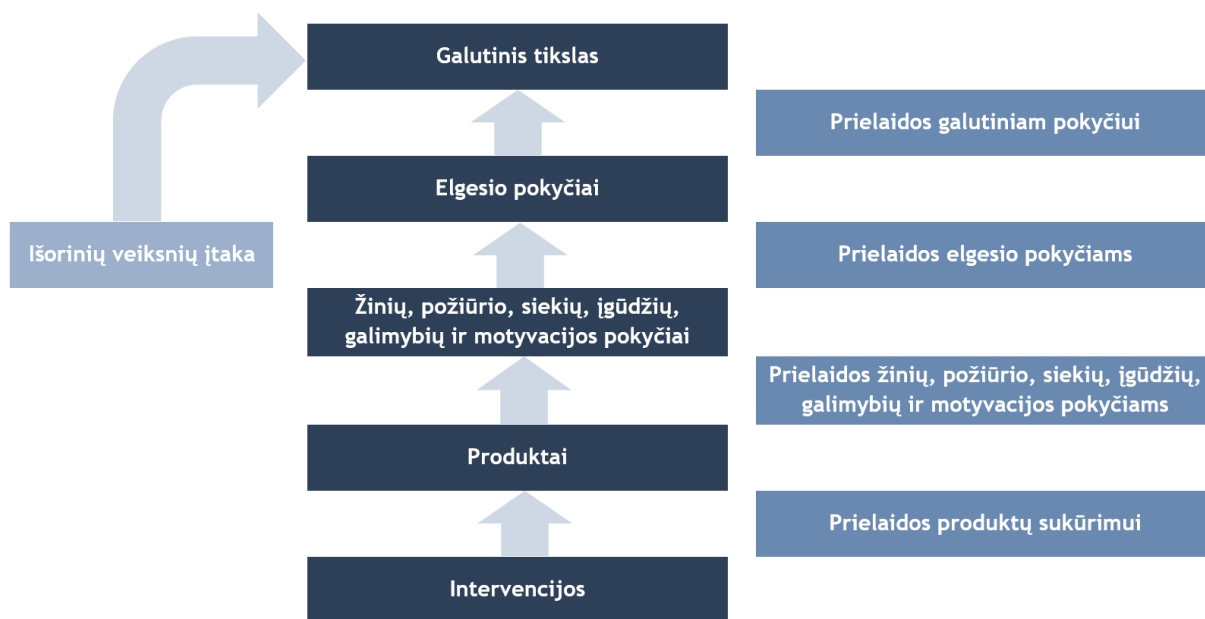 Galutinis tikslas
Prielaidos galutiniam pokyčiui
Elgesio pokyčiai
Išorinių veiksnių įtaka
Prielaidos elgesio pokyčiams
Žinių, požiūrio, siekių, įgūdžių,
galimybių ir motyvacijos pokyčiai
Prielaidos žinių, požiūrio, siekių, įgūdžių,
galimybių ir motyvacijos pokyčiams
Produktai
Prielaidos produktų sukūrimui
Intervencijos